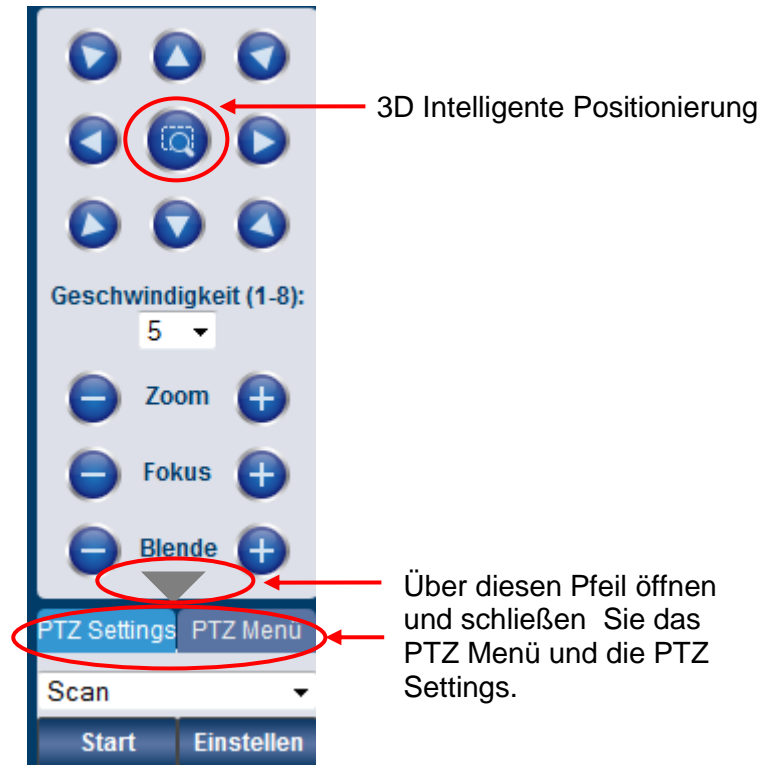 3D Intelligente Positionierung
Geschwindigkeit (1-8):
5
Zoom
Fokus
Blende
Über diesen Pfeil öffnen
und schließen Sie das
PTZ Menü und die PTZ
Settings.
PTZ Settings PTZ Menü
Scan
Start Einstellen